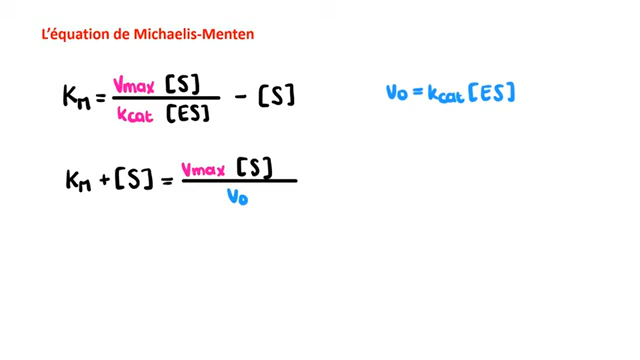 L'équation de Michaelis-Menten
KM = Vmax [S] / kcat [ES] - [S]
v0 = kcat [ES]
KM + [S] = Vmax [S] / v0